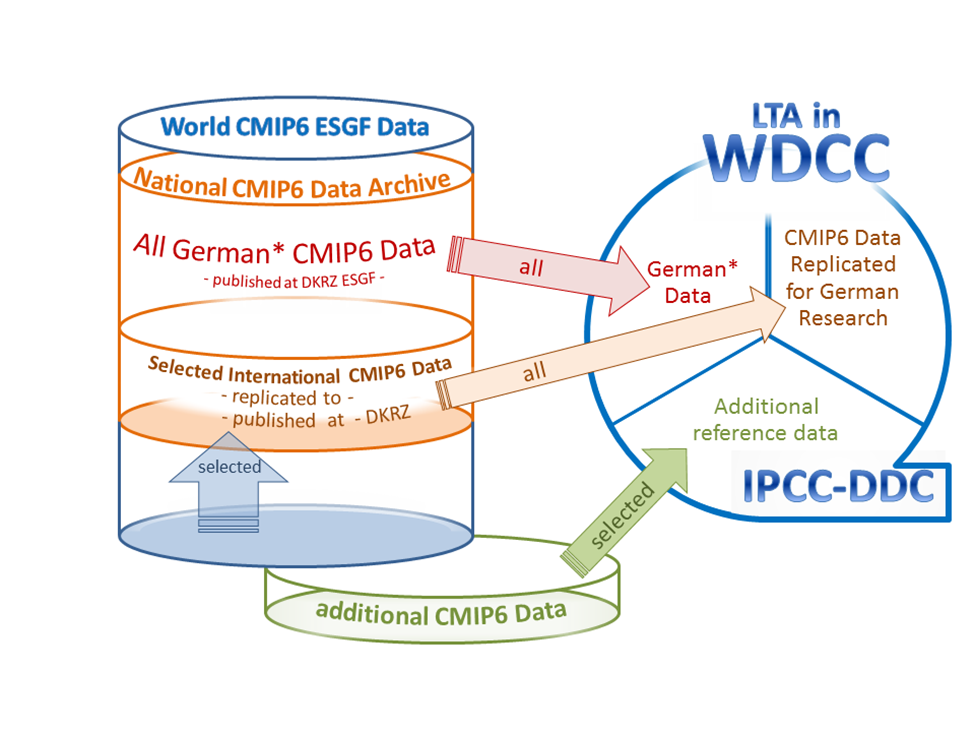 World CMIP6 ESGF Data
National CMIP6 Data Archive
All German* CMIP6 Data
- published at DKRZ ESGF -
all
Selected International CMIP6 Data
- replicated to -
- published at - DKRZ
all
selected
additional CMIP6 Data
selected
LTA in
WDCC
German*
Data
CMIP6 Data
Replicated
for German
Research
Additional
reference data
IPCC-DDC